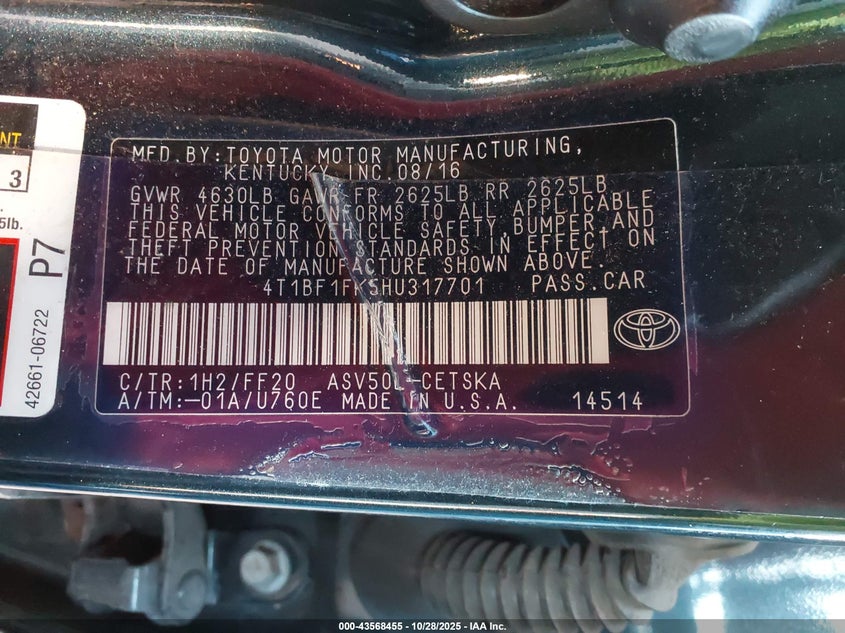 NT
3
5lb.
P7
42661-06722
MFD.BY:TOYOTA MOTOR MANUFACTURING,
KENTUCKY, INC.08/16
GVWR 4630LB GAWR FR 2625LB RR 2625LB
THIS VEHICLE CONFORMS TO ALL APPLICABLE
FEDERAL MOTOR VEHICLE SAFETY,BUMPER,AND
THEFT PREVENTION STANDARDS IN EFFECT ON
THE DATE OF MANUFACTURE SHOWN ABOVE.
4T1BF1FK5HU317701 PASS.CAR
C/TR:1H2/FF20 ASV50L-CETSKA
A/TM:-01A/U760E MADE IN U.S.A. 14514
000-43568455 - 10/28/2025 - IAA Inc.